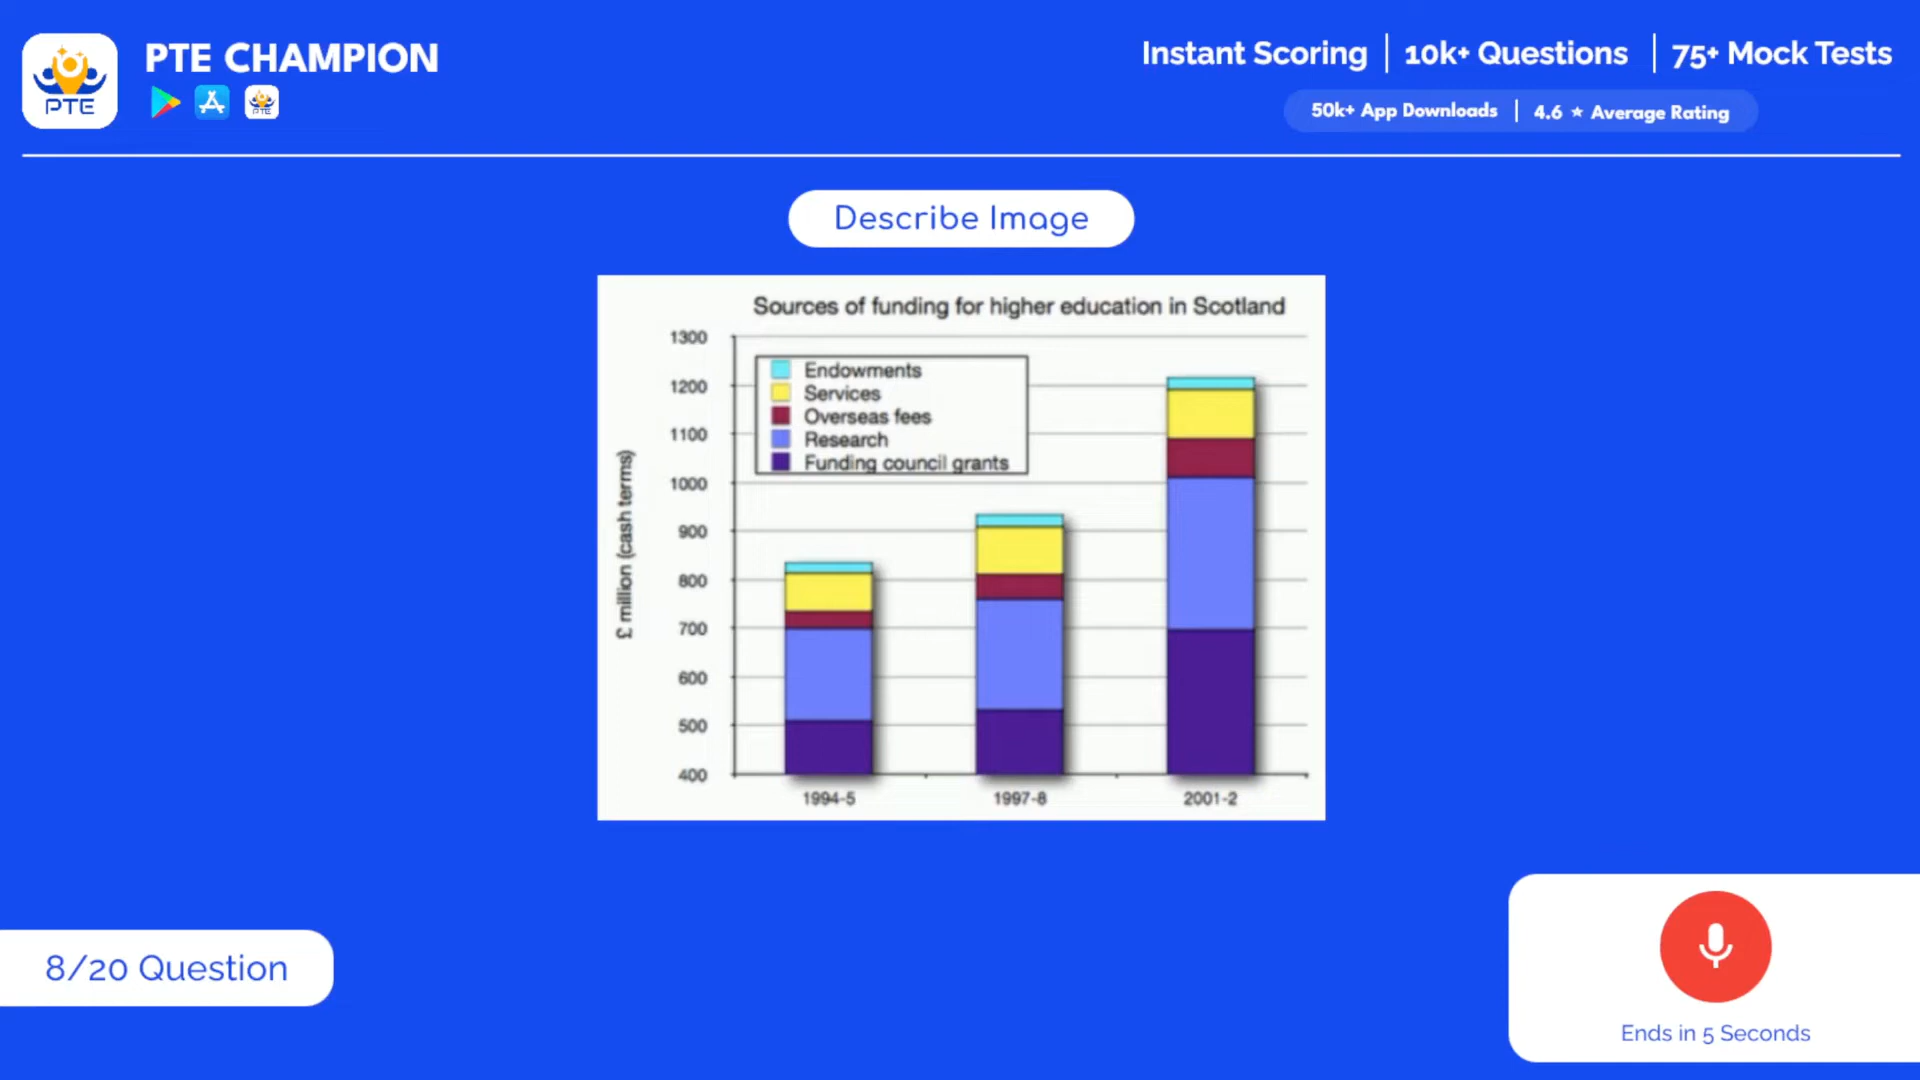 PTE CHAMPION
PTE
PTE
Instant Scoring | 10k+ Questions | 75+ Mock Tests
50k+ App Downloads | 4.6 ★ Average Rating
Describe Image
Sources of funding for higher education in Scotland
1300
1200
1100
1000
900
800
700
600
500
400
£ million (cash terms)
Endowments
Services
Overseas fees
Research
Funding council grants
1994-5
1997-8
2001-2
8/20 Question
Ends in 5 Seconds